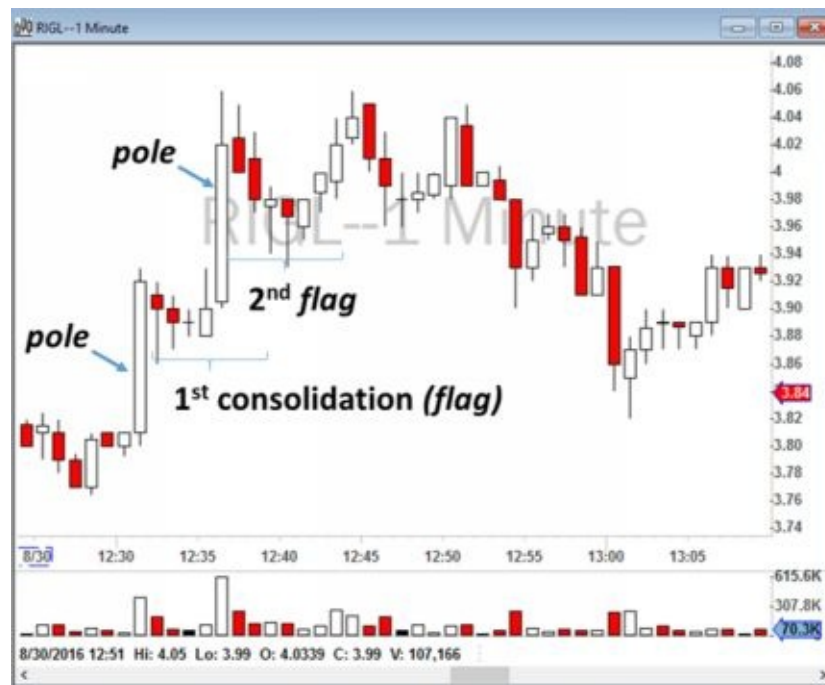 RIGL--1 Minute
4.08
4.06
4.04
4.02
4
3.98
3.96
3.94
3.92
3.90
3.88
3.86
3.84
3.82
3.80
3.78
3.76
3.74
pole
RIGL--1 Minute
2nd flag
pole
1st consolidation (flag)
8/30 12:30 12:35 12:40 12:45 12:50 12:55 13:00 13:05
615.6K
307.8K
70.3K
8/30/2016 12:51 Hi: 4.05 Lo: 3.99 O: 4.0339 C: 3.99 V: 107,166